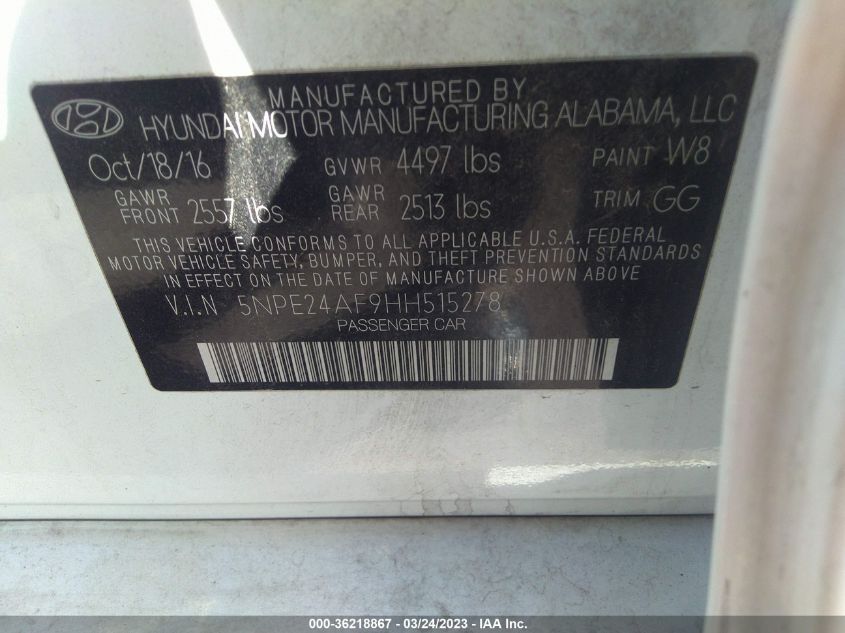 MANUFACTURED BY
HYUNDAI MOTOR MANUFACTURING ALABAMA, LLC
Oct/18/16 GVWR 4497 lbs PAINT W8
GAWR FRONT 2557 lbs GAWR REAR 2513 lbs TRIM GG
THIS VEHICLE CONFORMS TO ALL APPLICABLE U.S.A. FEDERAL
MOTOR VEHICLE SAFETY, BUMPER, AND THEFT PREVENTION STANDARDS
IN EFFECT ON THE DATE OF MANUFACTURE SHOWN ABOVE
V.I.N 5NPE24AF9HH515278
PASSENGER CAR
000-36218867 - 03/24/2023 - IAA Inc.